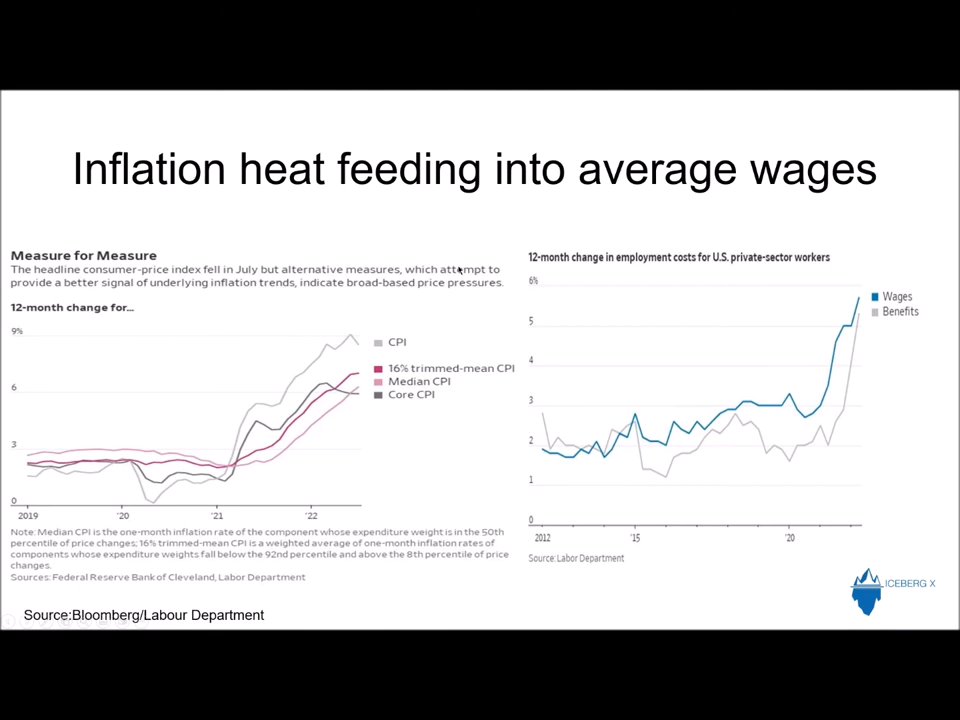 Inflation heat feeding into average wages
Measure for Measure
The headline consumer-price index fell in July but alternative measures, which attempt to
provide a better signal of underlying inflation trends, indicate broad-based price pressures.
12-month change for...
9%
6
3
0
2019
'20
'21
'22
CPI
16% trimmed-mean CPI
Median CPI
Core CPI
Note: Median CPI is the one-month inflation rate of the component whose expenditure weight is in the 50th
percentile of price changes; 16% trimmed-mean CPI is a weighted average of one-month inflation rates of
components whose expenditure weights fall below the 92nd percentile and above the 8th percentile of price
changes.
Sources: Federal Reserve Bank of Cleveland, Labor Department
12-month change in employment costs for U.S. private-sector workers
6%
5
4
3
2
1
0
2012
'15
'20
Wages
Benefits
Source: Labor Department
ICEBERG X
Source:Bloomberg/Labour Department